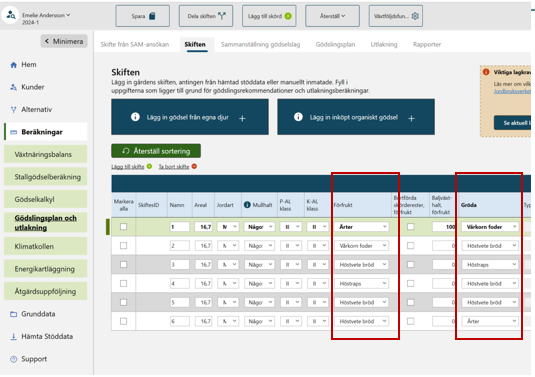 Emelie Andersson
2024-1
Spara
Dela skiften
Lägg till skörd
Återställ
Växtföljdsfun...
Minimera
Hem
Kunder
Alternativ
Beräkningar
Växtnäringsbalans
Stallgödselberäkning
Gödselkalkyl
Gödslingsplan och
utlakning
Klimatkollen
Energikartläggning
Åtgärdsuppföljning
Grunddata
Hämta Stöddata
Support
Skifte från SAM-ansökan
Skiften
Sammanställning gödselslag
Gödslingsplan
Utlakning
Rapporter
Skiften
Lägg in gårdens skiften, antingen från hämtad stöddata eller manuellt inmatade. Fyll i
uppgifterna som ligger till grund för gödslingsrekommendationer och utlakningsberäkningar.
Viktiga lagkrav
Läs mer om vilk
Jordbruksverket
Se aktuell l
Lägg in gödsel från egna djur +
Lägg in inköpt organiskt gödsel +
Återställ sortering
Lägg till skifte
Ta bort skifte
Markera
alla
SkiftesID
Namn
Areal
Jordart
Mullhalt
P-AL
klass
K-AL
klass
Förfrukt
Bortförda
skörderester,
förfrukt
Baljväxt-
halt,
förfrukt
Gröda
Typ
1 16,7 Någo II II Ärter 100 Vårkorn foder
2 16,7 Någo II II Vårkorn foder 0 Höstvete bröd
3 16,7 Någo II II Höstvete bröd 0 Höstraps
4 16,7 Någo II II Höstraps 0 Höstvete bröd
5 16,7 Någo II II Höstvete bröd 0 Höstvete bröd
6 16,7 Någo II II Höstvete bröd 0 Ärter